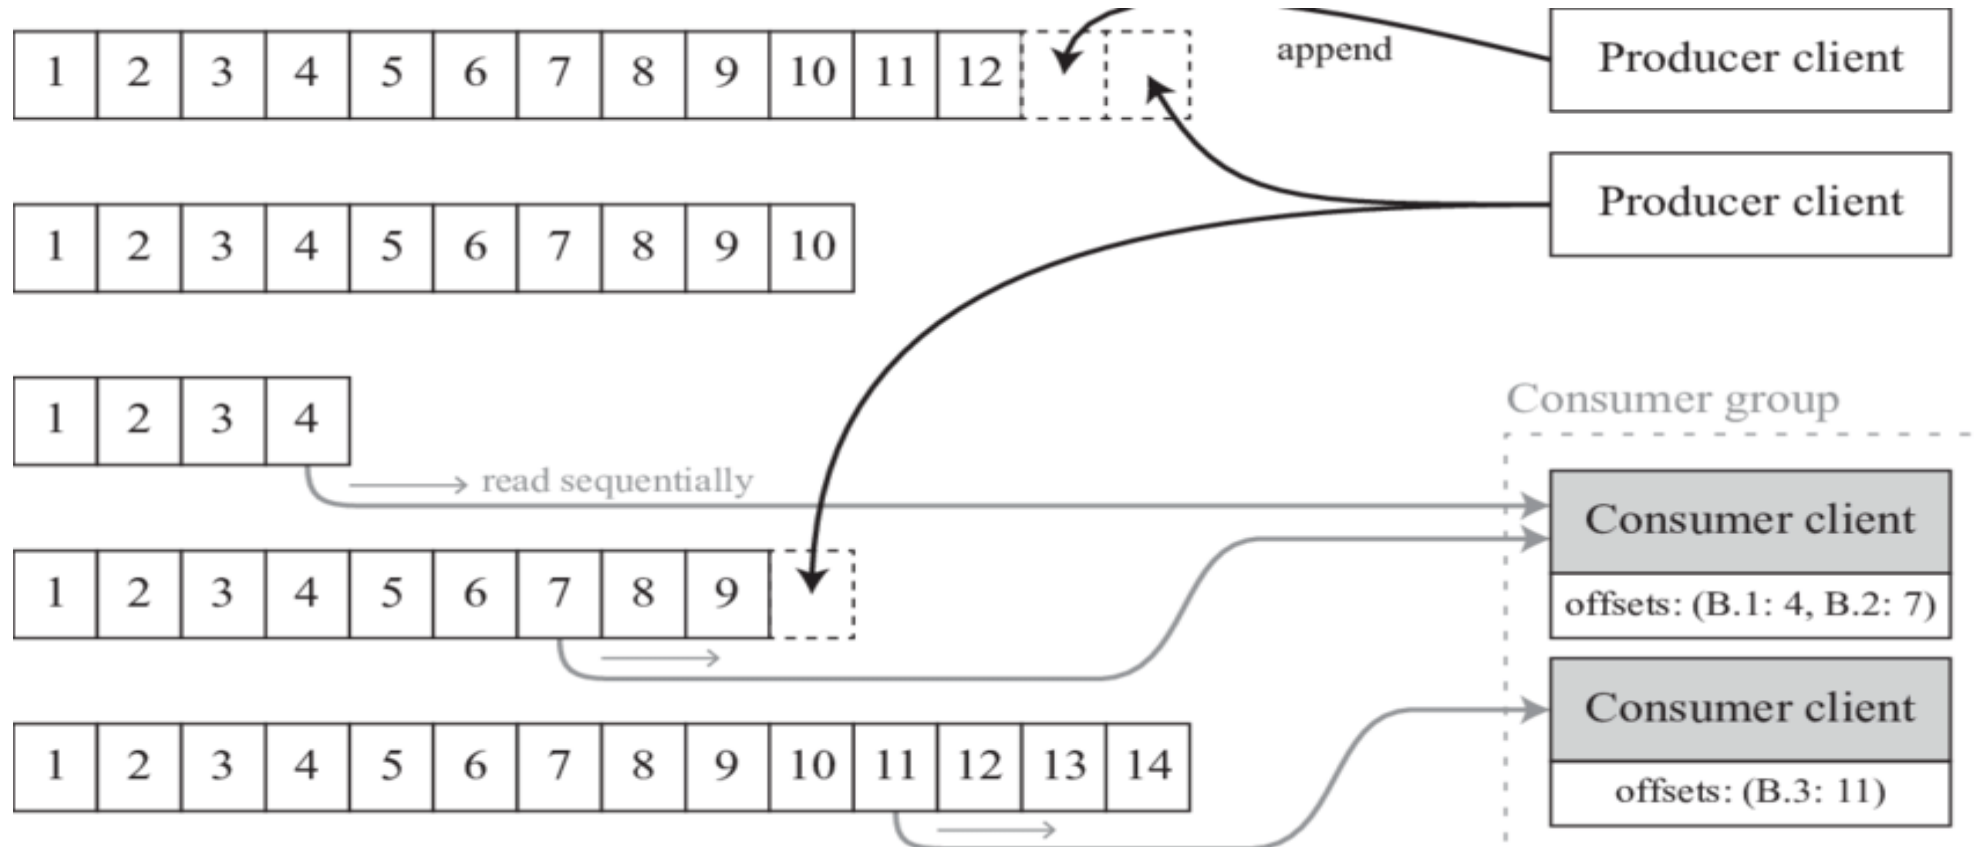 1 2 3 4 5 6 7 8 9 10 11 12
append
Producer client
Producer client
1 2 3 4 5 6 7 8 9 10
1 2 3 4
Consumer group
read sequentially
Consumer client
offsets: (B.1: 4, B.2: 7)
1 2 3 4 5 6 7 8 9
Consumer client
offsets: (B.3: 11)
1 2 3 4 5 6 7 8 9 10 11 12 13 14